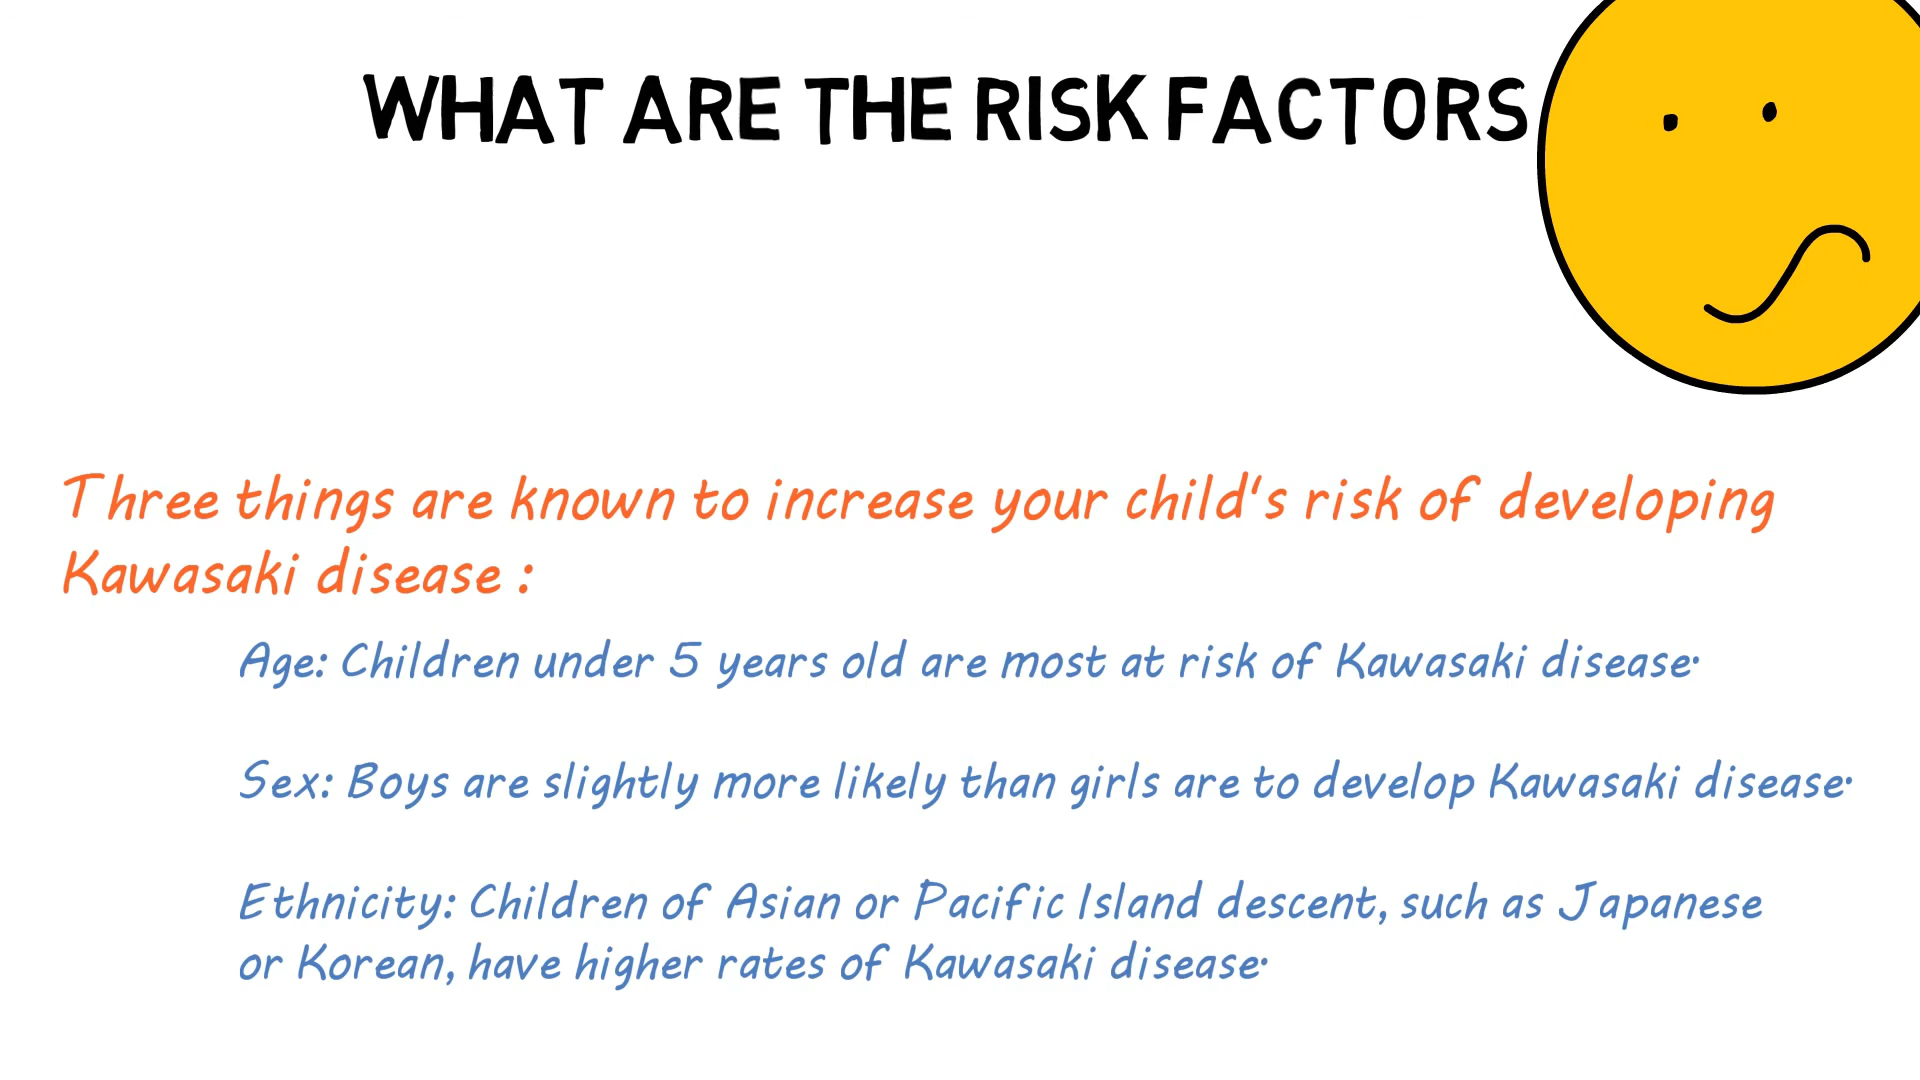 WHAT ARE THE RISK FACTORS
Three things are known to increase your child's risk of developing
Kawasaki disease :
Age: Children under 5 years old are most at risk of Kawasaki disease.
Sex: Boys are slightly more likely than girls are to develop Kawasaki disease.
Ethnicity: Children of Asian or Pacific Island descent, such as Japanese
or Korean, have higher rates of Kawasaki disease.